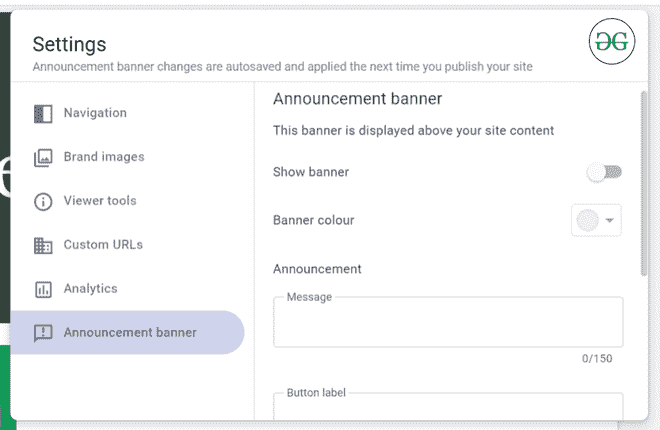 Settings
Announcement banner changes are autosaved and applied the next time you publish your site
Navigation
Brand images
Viewer tools
Custom URLs
Analytics
Announcement banner
Announcement banner
This banner is displayed above your site content
Show banner
Banner colour
Announcement
Message
0/150
Button label